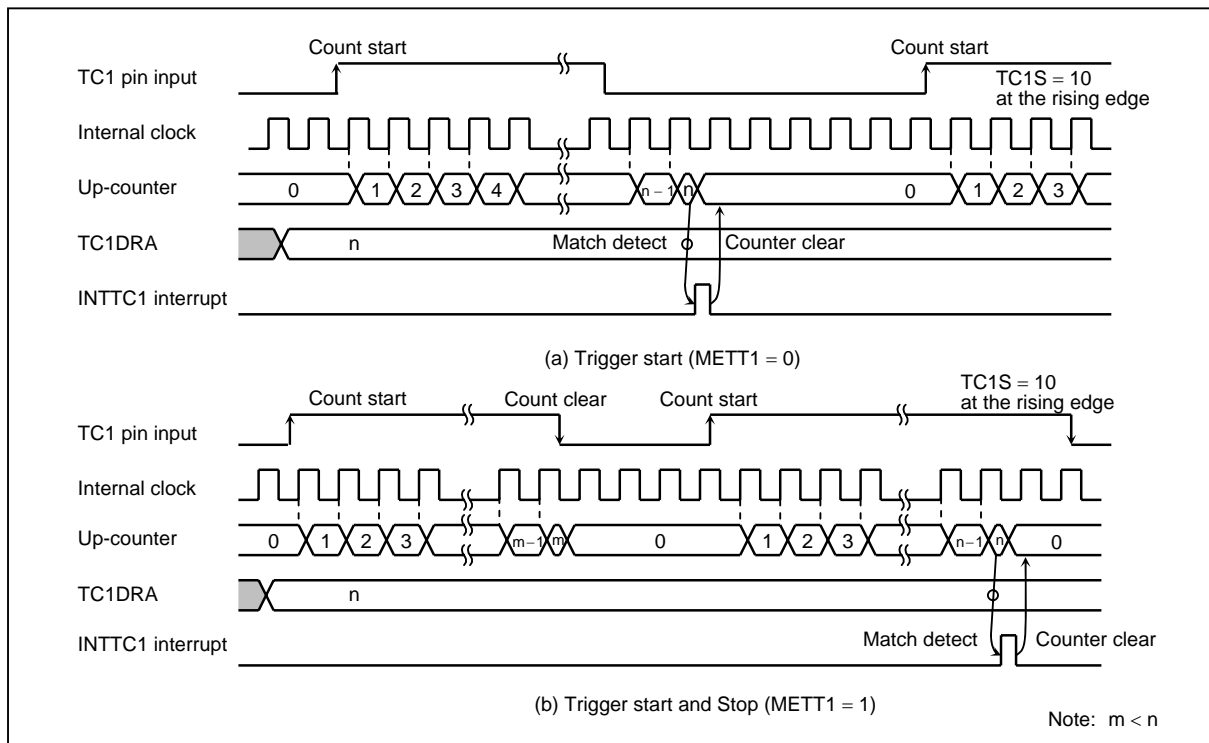 Count start Count start
TC1 pin input
TC1S = 10
at the rising edge
Internal clock
Up-counter 0 1 2 3 4 n − 1 n 0 1 2 3
TC1DRA n Match detect Counter clear
INTTC1 interrupt
(a) Trigger start (METT1 = 0)
TC1S = 10
at the rising edge
Count start Count clear Count start
TC1 pin input
Internal clock
Up-counter 0 1 2 3 m−1 m 0 1 2 3 n−1 n 0
TC1DRA n
INTTC1 interrupt Match detect Counter clear
(b) Trigger start and Stop (METT1 = 1)
Note: m < n